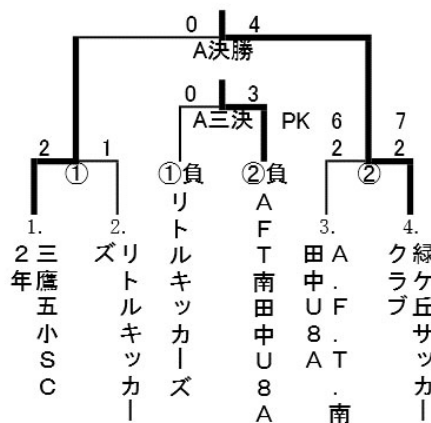 0 4
A決勝
0 3
A三決 PK 6 7
2 1 2 2
① ①負 ②負 ②
1. 2. 3. 4.
三鷹五小SC
2年
リトルキッカー
ズ
リトルキッカーズ
AFT南田中U8A
A.F.T.南
田中U8A
緑ケ丘サッカー
クラブ